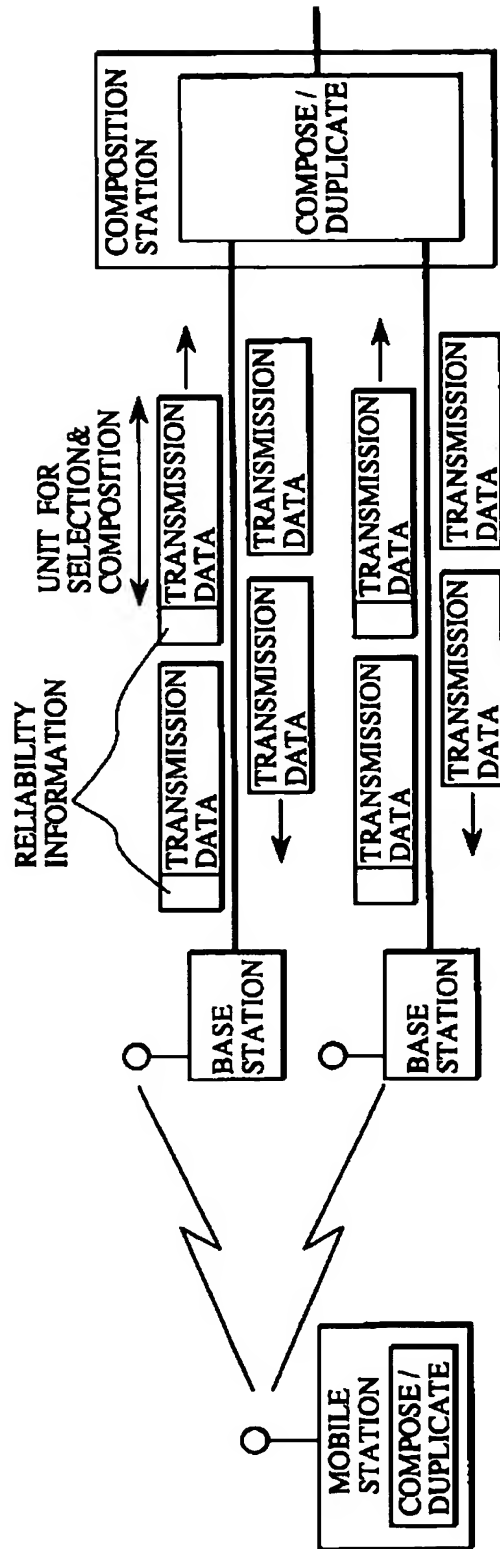 RELIABILITY
INFORMATION
UNIT FOR
SELECTION&
COMPOSITION
COMPOSITION
STATION
COMPOSE /
DUPLICATE
TRANSMISSION
DATA
TRANSMISSION
DATA
TRANSMISSION
DATA
TRANSMISSION
DATA
BASE
STATION
TRANSMISSION
DATA
TRANSMISSION
DATA
TRANSMISSION
DATA
TRANSMISSION
DATA
BASE
STATION
MOBILE
STATION
COMPOSE /
DUPLICATE